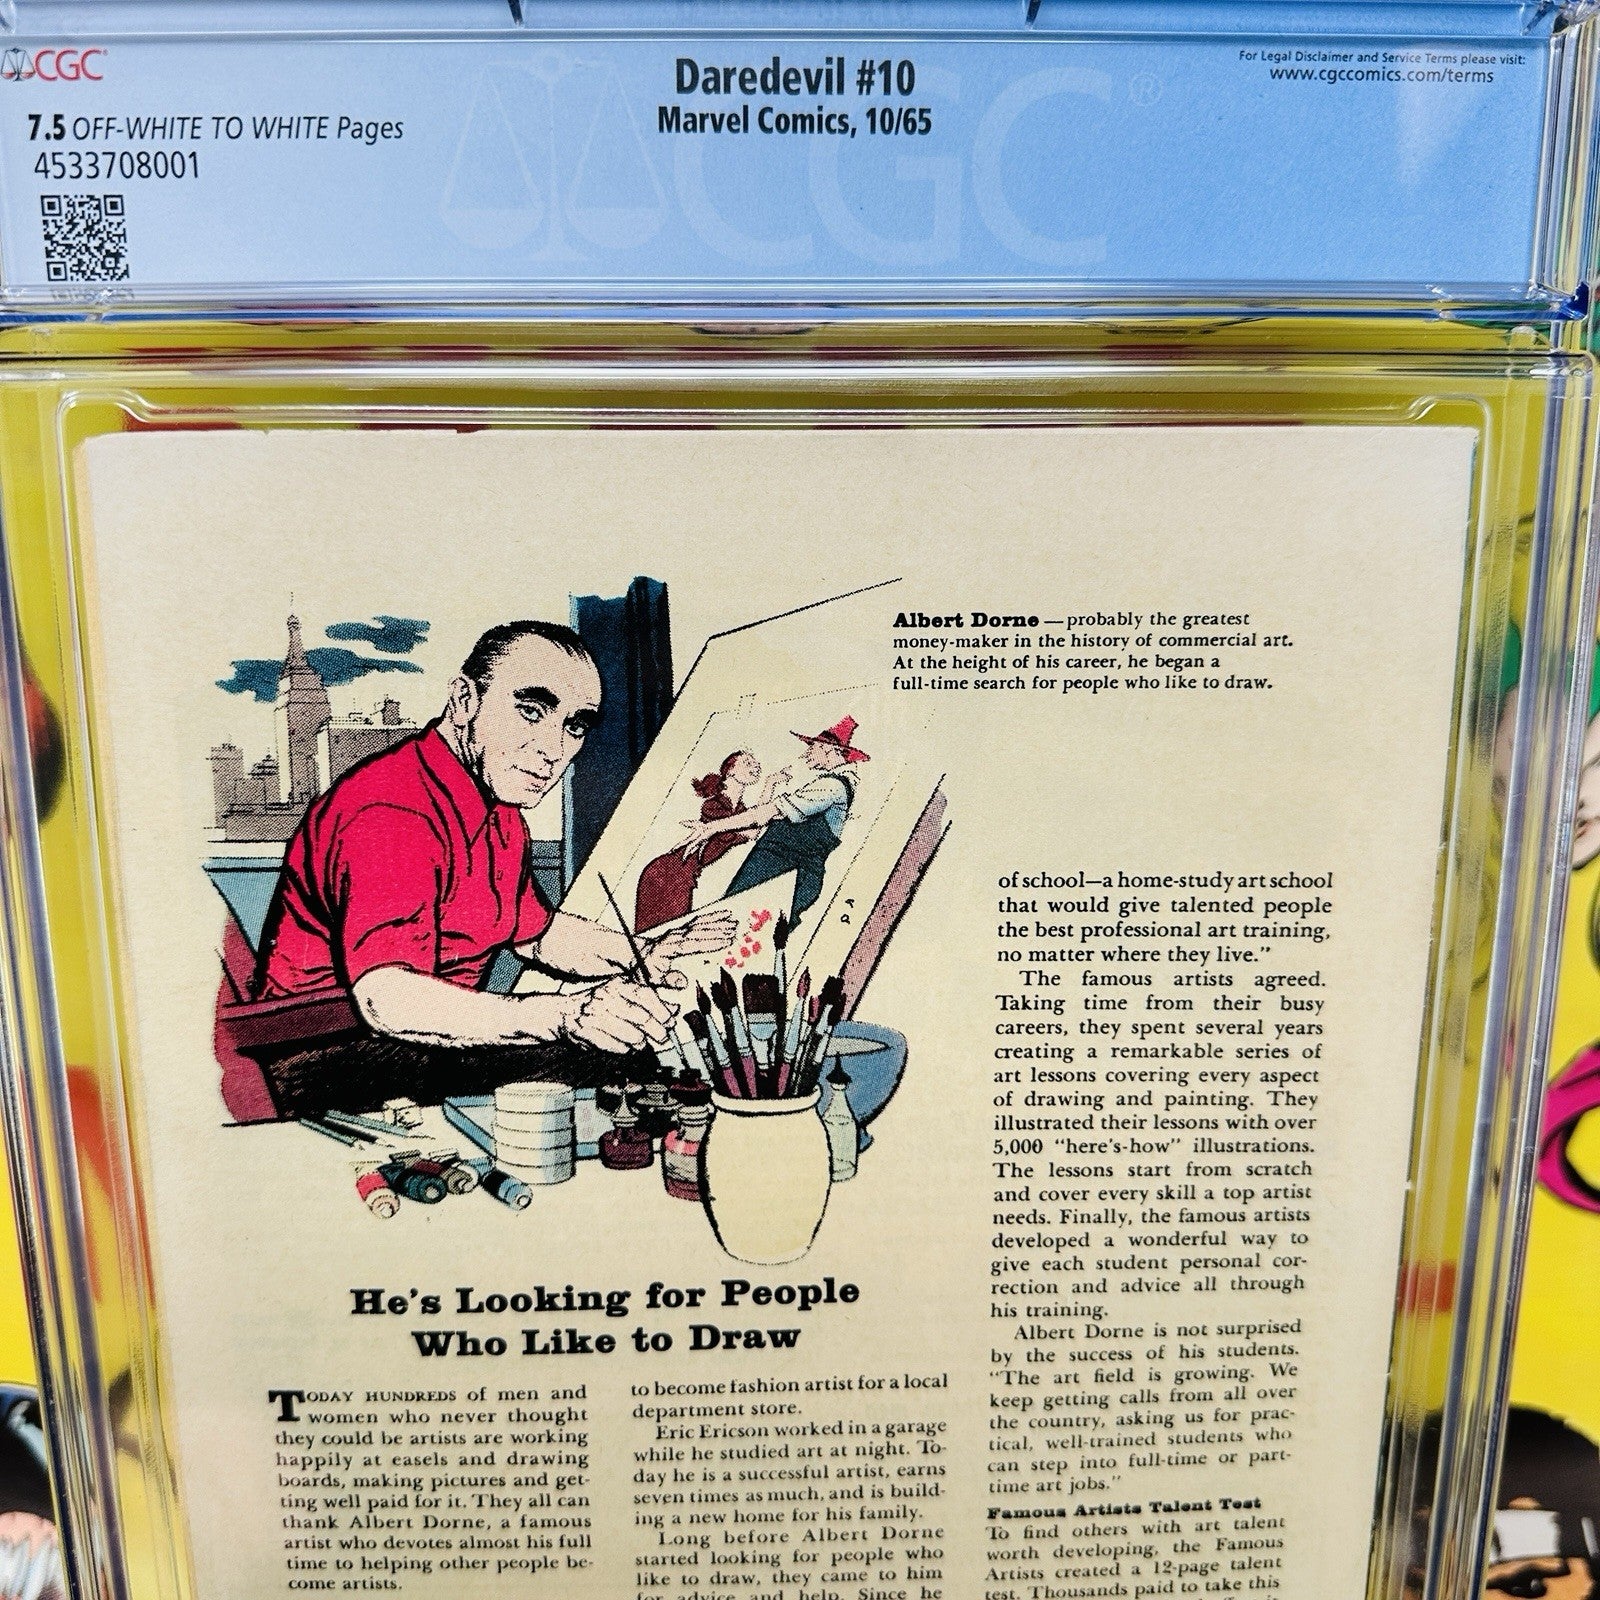 CGC
For Legal Disclaimer and Service Terms please visit:
www.cgccomics.com/terms
Daredevil #10
Marvel Comics, 10/65
7.5 OFF-WHITE TO WHITE Pages
4533708001
CGC®
Albert Dorne — probably the greatest
money-maker in the history of commercial art.
At the height of his career, he began a
full-time search for people who like to draw.
He's Looking for People
Who Like to Draw
TODAY HUNDREDS of men and
women who never thought
they could be artists are working
happily at easels and drawing
boards, making pictures and get-
ting well paid for it. They all can
thank Albert Dorne, a famous
artist who devotes almost his full
time to helping other people be-
come artists.
to become fashion artist for a local
department store.
Eric Ericson worked in a garage
while he studied art at night. To-
day he is a successful artist, earns
seven times as much, and is build-
ing a new home for his family.
Long before Albert Dorne
started looking for people who
like to draw, they came to him
for advice and help. Since he
of school—a home-study art school
that would give talented people
the best professional art training,
no matter where they live."
The famous artists agreed.
Taking time from their busy
careers, they spent several years
creating a remarkable series of
art lessons covering every aspect
of drawing and painting. They
illustrated their lessons with over
5,000 "here's-how" illustrations.
The lessons start from scratch
and cover every skill a top artist
needs. Finally, the famous artists
developed a wonderful way to
give each student personal cor-
rection and advice all through
his training.
Albert Dorne is not surprised
by the success of his students.
"The art field is growing. We
keep getting calls from all over
the country, asking us for prac-
tical, well-trained students who
can step into full-time or part-
time art jobs."
Famous Artists Talent Test
To find others with art talent
worth developing, the Famous
Artists created a 12-page talent
test. Thousands paid to take this